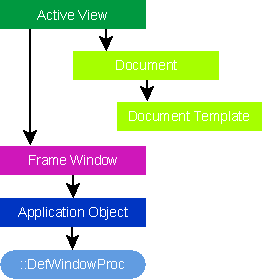 Active View
Document
Document Template
Frame Window
Application Object
::DefWindowProc